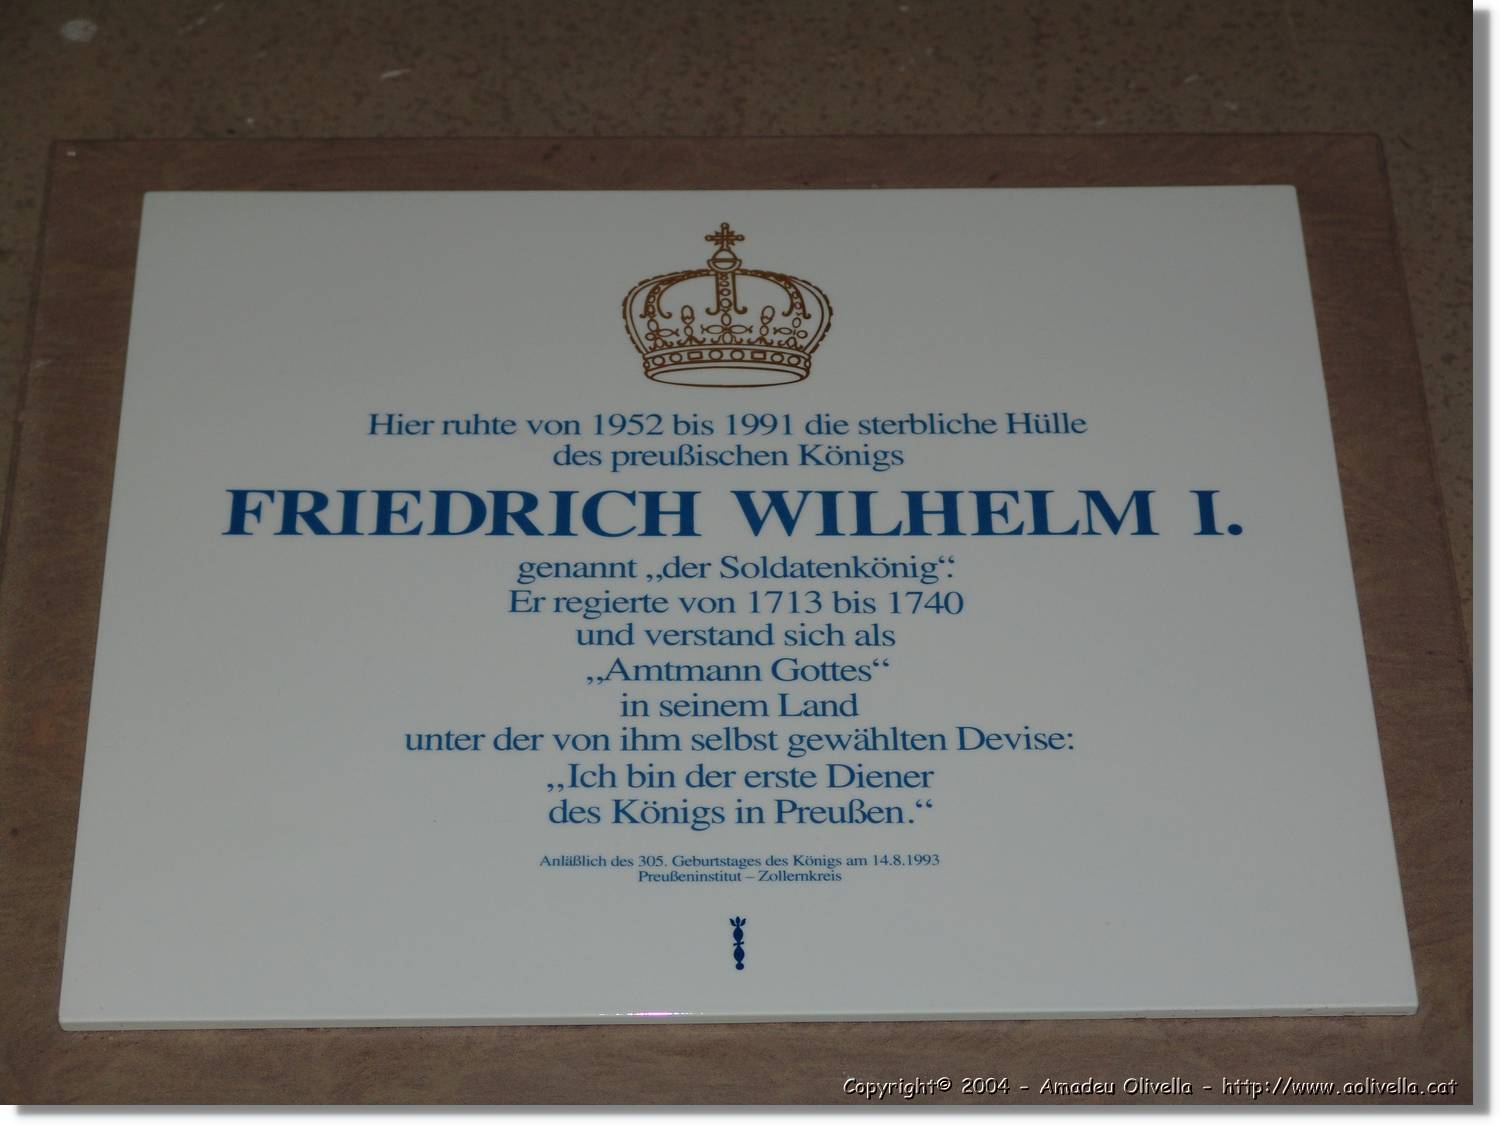 Hier ruhte von 1952 bis 1991 die sterbliche Hülle
des preußischen Königs
FRIEDRICH WILHELM I.
genannt „der Soldatenkönig“.
Er regierte von 1713 bis 1740
und verstand sich als
„Amtmann Gottes“
in seinem Land
unter der von ihm selbst gewählten Devise:
„Ich bin der erste Diener
des Königs in Preußen.“
Anläßlich des 305. Geburtstages des Königs am 14.8.1993
Preußeninstitut – Zollernkreis
Copyright© 2004 - Amadeu Olivella - http://www.aolivella.cat